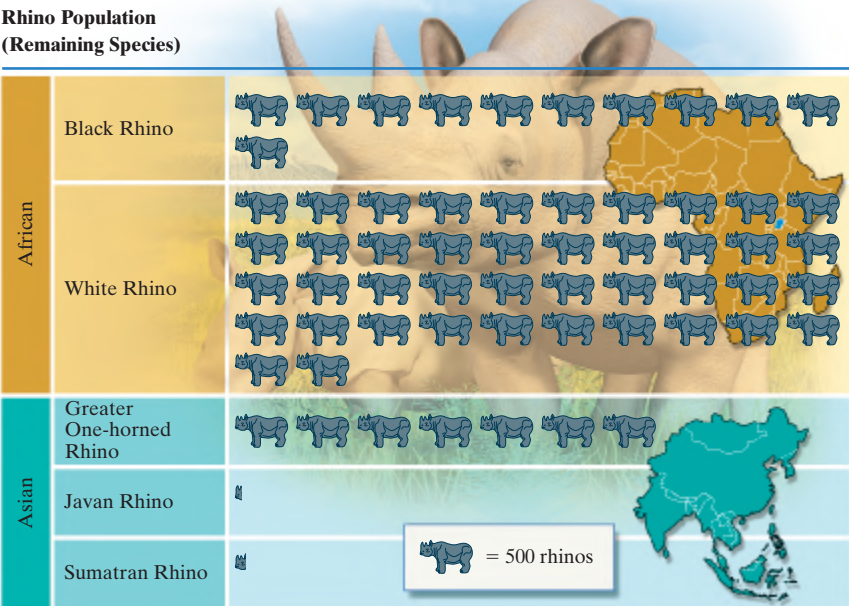 Rhino Population
(Remaining Species)
African
Black Rhino
White Rhino
Asian
Greater
One-horned
Rhino
Javan Rhino
Sumatran Rhino
= 500 rhinos